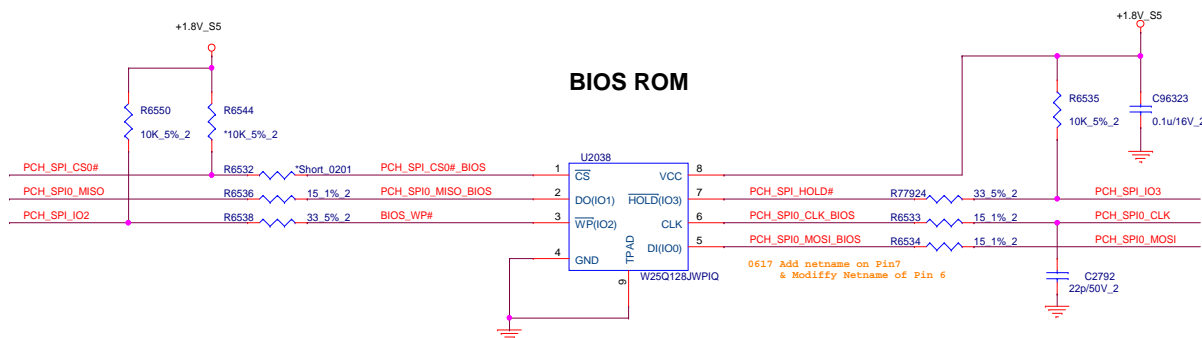 +1.8V_S5
+1.8V_S5
BIOS ROM
R6550
10K_5%_2
R6544
*10K_5%_2
R6535
10K_5%_2
C96323
0.1u/16V_2
U2038
PCH_SPI_CS0# R6532 *Short_0201 PCH_SPI_CS0#_BIOS 1 CS VCC 8
PCH_SPI0_MISO R6536 15_1%_2 PCH_SPI0_MISO_BIOS 2 DO(IO1) HOLD(IO3) 7 PCH_SPI_HOLD# R77924 33_5%_2 PCH_SPI_IO3
PCH_SPI_IO2 R6538 33_5%_2 BIOS_WP# 3 WP(IO2) CLK 6 PCH_SPI0_CLK_BIOS R6533 15_1%_2 PCH_SPI0_CLK
4 GND TPAD DI(IO0) 5 PCH_SPI0_MOSI_BIOS R6534 15_1%_2 PCH_SPI0_MOSI
9
W25Q128JWPIQ
0617 Add netname on Pin7
& Modiffy Netname of Pin 6
C2792
22p/50V_2